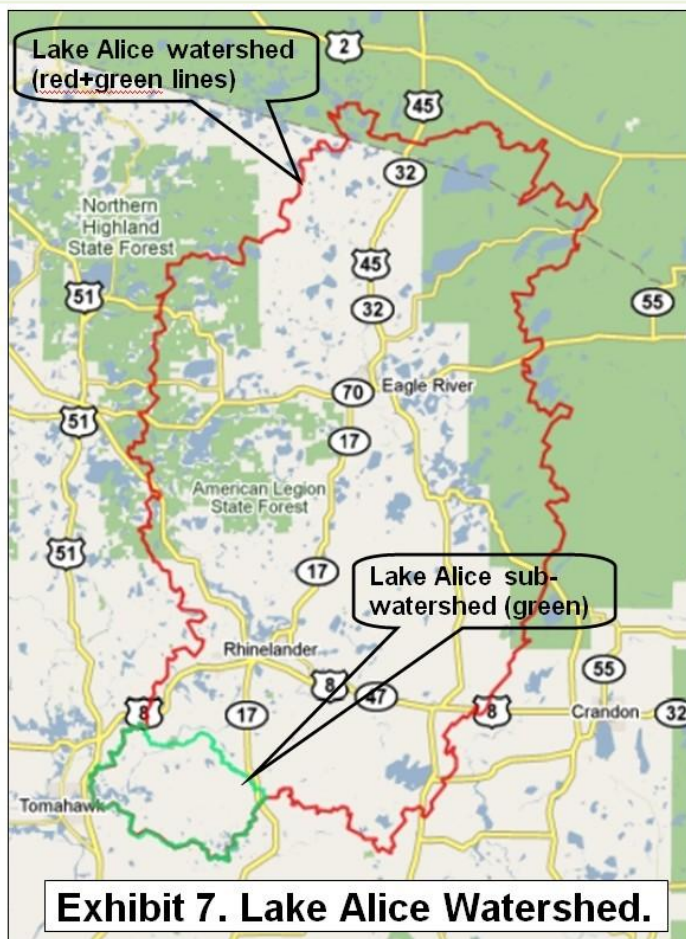 Lake Alice watershed
(red+green lines)
2
45
32
Northern
Highland
State Forest
45
51
32
55
70
Eagle River
51
17
American Legion
State Forest
51
17
Lake Alice sub-
watershed (green)
Rhinelander
8
47
55
8
17
8
Crandon
32
Tomahawk
Exhibit 7. Lake Alice Watershed.